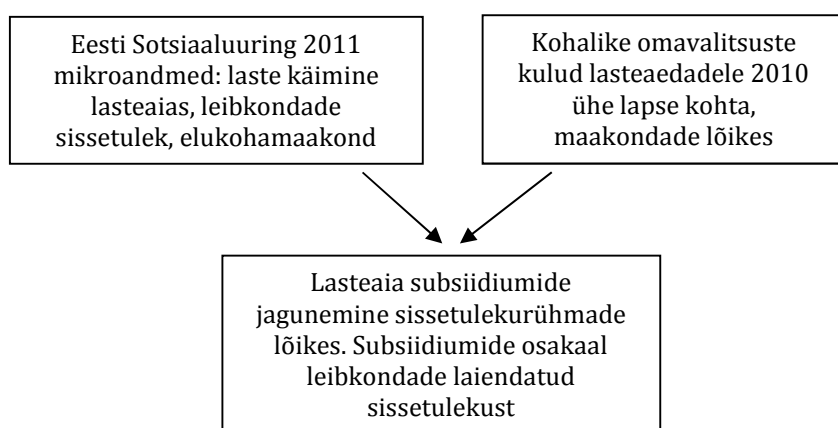 Eesti Sotsiaaluuring 2011
mikroandmed: laste käimine
lasteaias, leibkondade
sissetulek, elukohamaakond
Kohalike omavalitsuste
kulud lasteaedadele 2010
ühe lapse kohta,
maakondade lõikes
Lasteaia subsiidiumide
jagunemine sissetulekurühmade
lõikes. Subsiidiumide osakaal
leibkondade laiendatud
sissetulekust